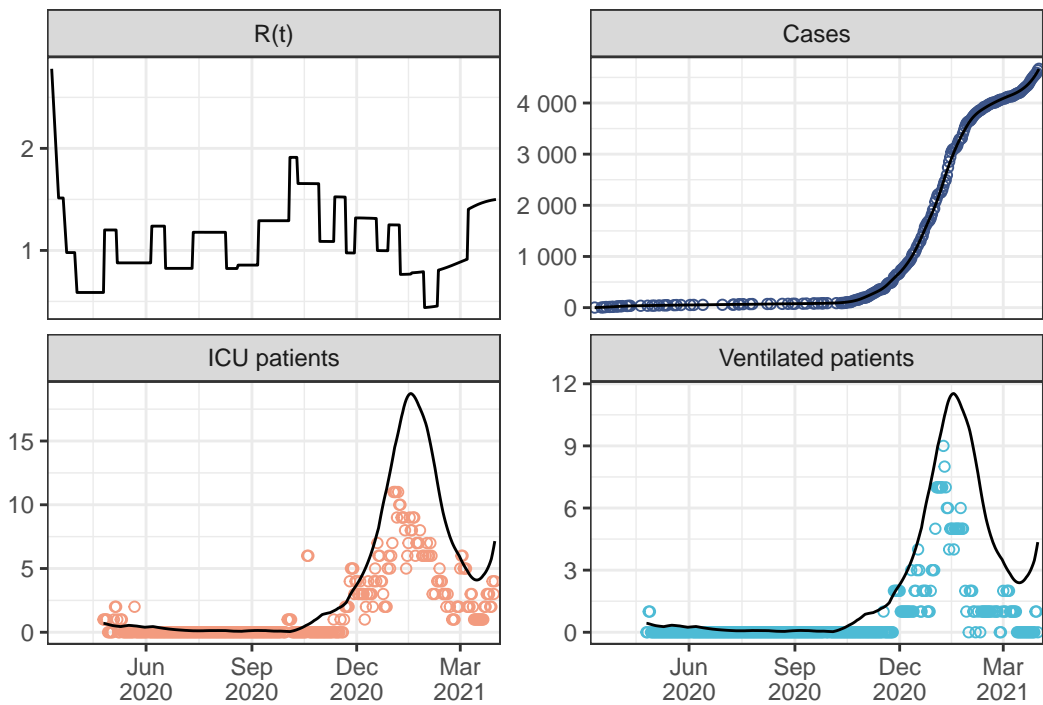 R(t)
Cases
2
1
4 000
3 000
2 000
1 000
0
ICU patients
Ventilated patients
15
10
5
0
12
9
6
3
0
Jun Sep Dec Mar
2020 2020 2020 2021
Jun Sep Dec Mar
2020 2020 2020 2021